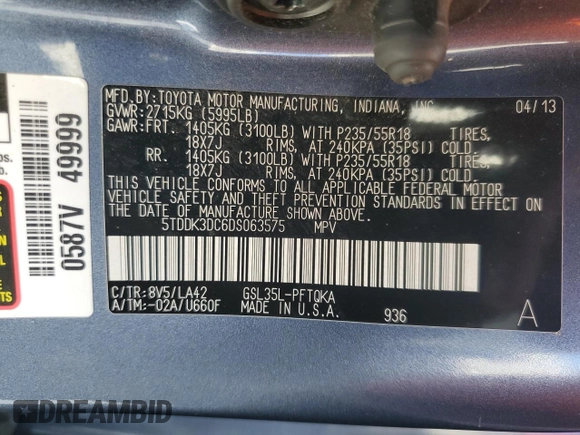 MFD.BY:TOYOTA MOTOR MANUFACTURING, INDIANA, INC. 04/13
GVWR:2715KG (5995LB)
GAWR:FRT. 1405KG (3100LB) WITH P235/55R18 TIRES,
18X7J RIMS, AT 240KPA (35PSI) COLD.
RR. 1405KG (3100LB) WITH P235/55R18 TIRES,
18X7J RIMS, AT 240KPA (35PSI) COLD.
THIS VEHICLE CONFORMS TO ALL APPLICABLE FEDERAL MOTOR
VEHICLE SAFETY AND THEFT PREVENTION STANDARDS IN EFFECT
ON THE DATE OF MANUFACTURE SHOWN ABOVE.
5TDDK3DC6DS063575 MPV
C/TR:8V5/LA42 GSL35L-PFTQKA
A/TM:-02A/U660F MADE IN U.S.A. 936 A
0587V 49999
DREAMBID